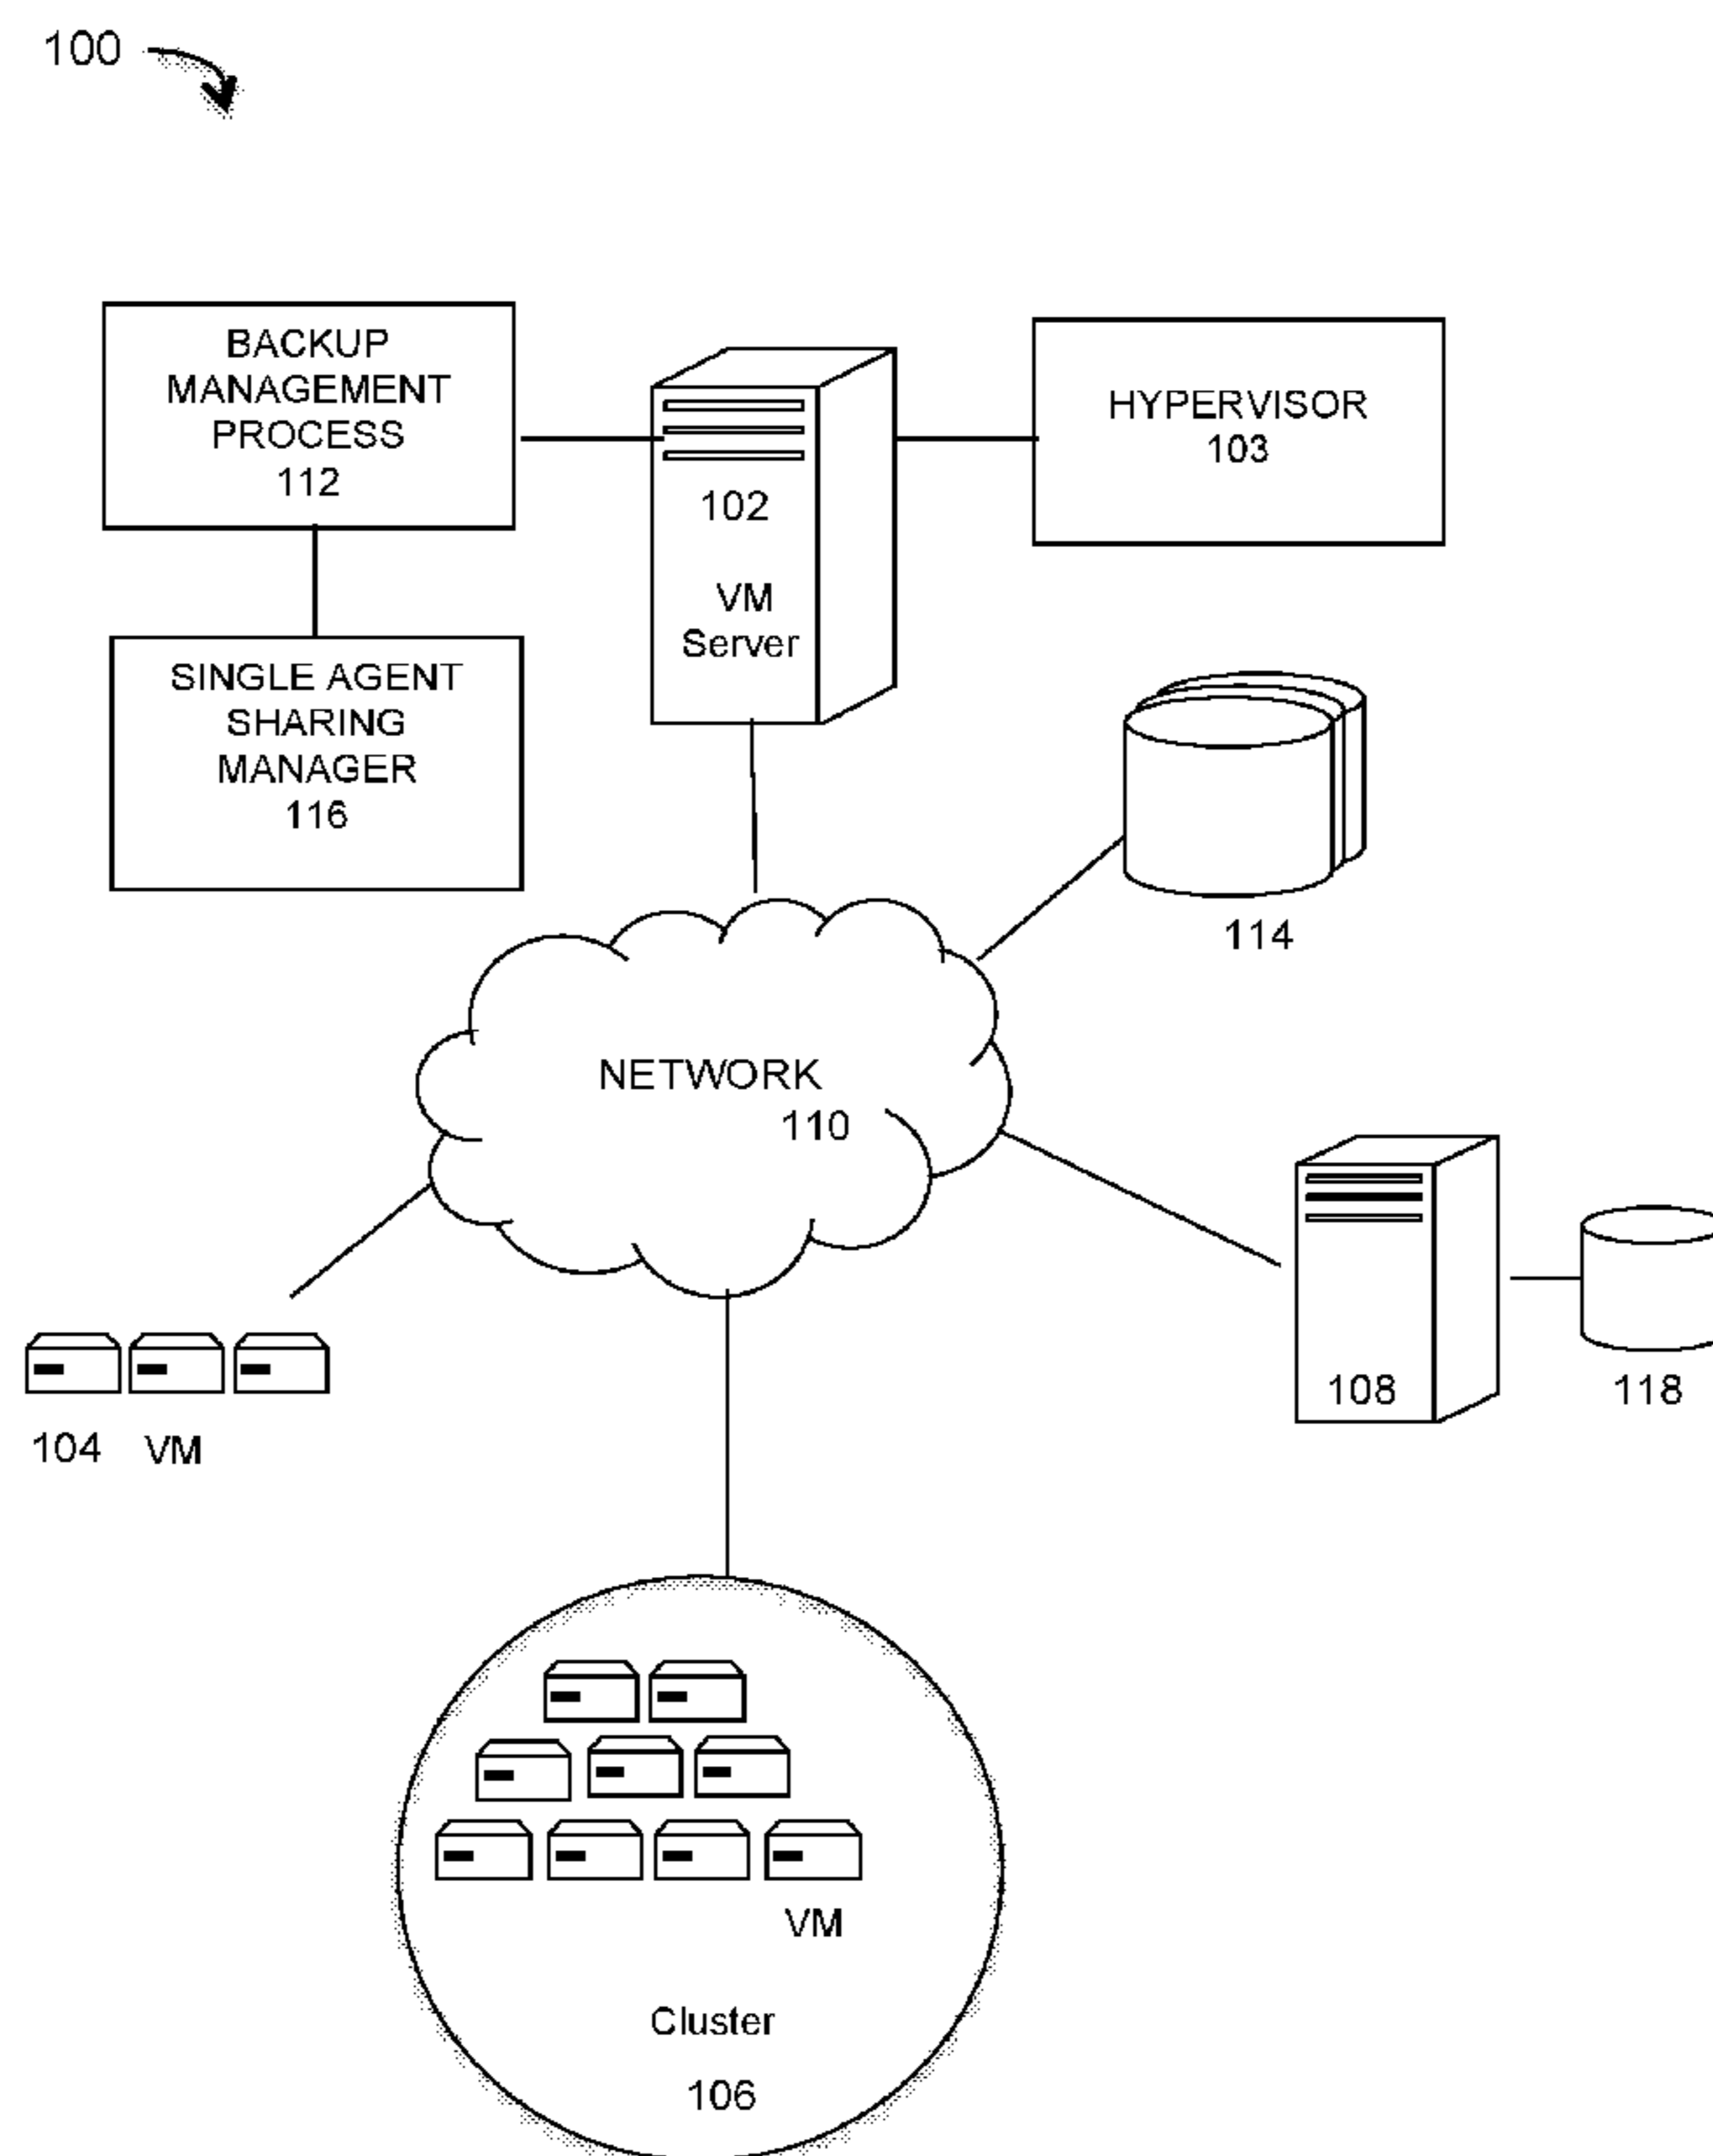 100
BACKUP
MANAGEMENT
PROCESS
112
HYPERVISOR
103
102
VM
Server
SINGLE AGENT
SHARING
MANAGER
116
114
NETWORK
110
108
118
104 VM
VM
Cluster
106